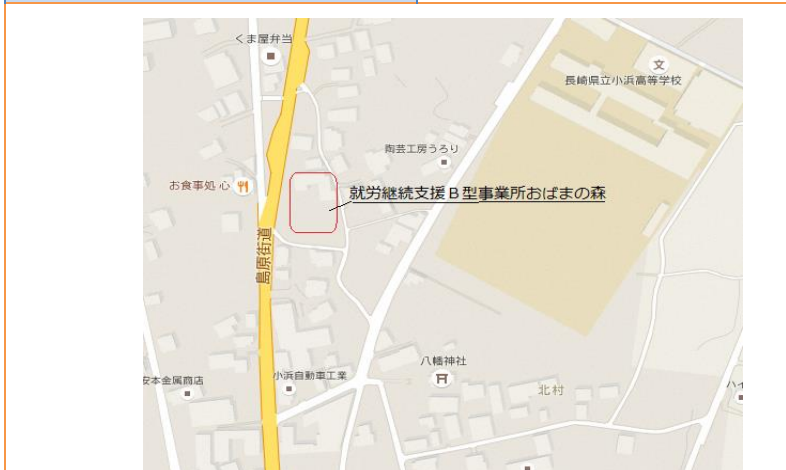 くま屋弁当
文
長崎県立小浜高等学校
陶芸工房うろり
お食事処 心
就労継続支援Ｂ型事業所おばまの森
島原街道
八幡神社
小浜自動車工業
安本金属商店
北村
ハイ